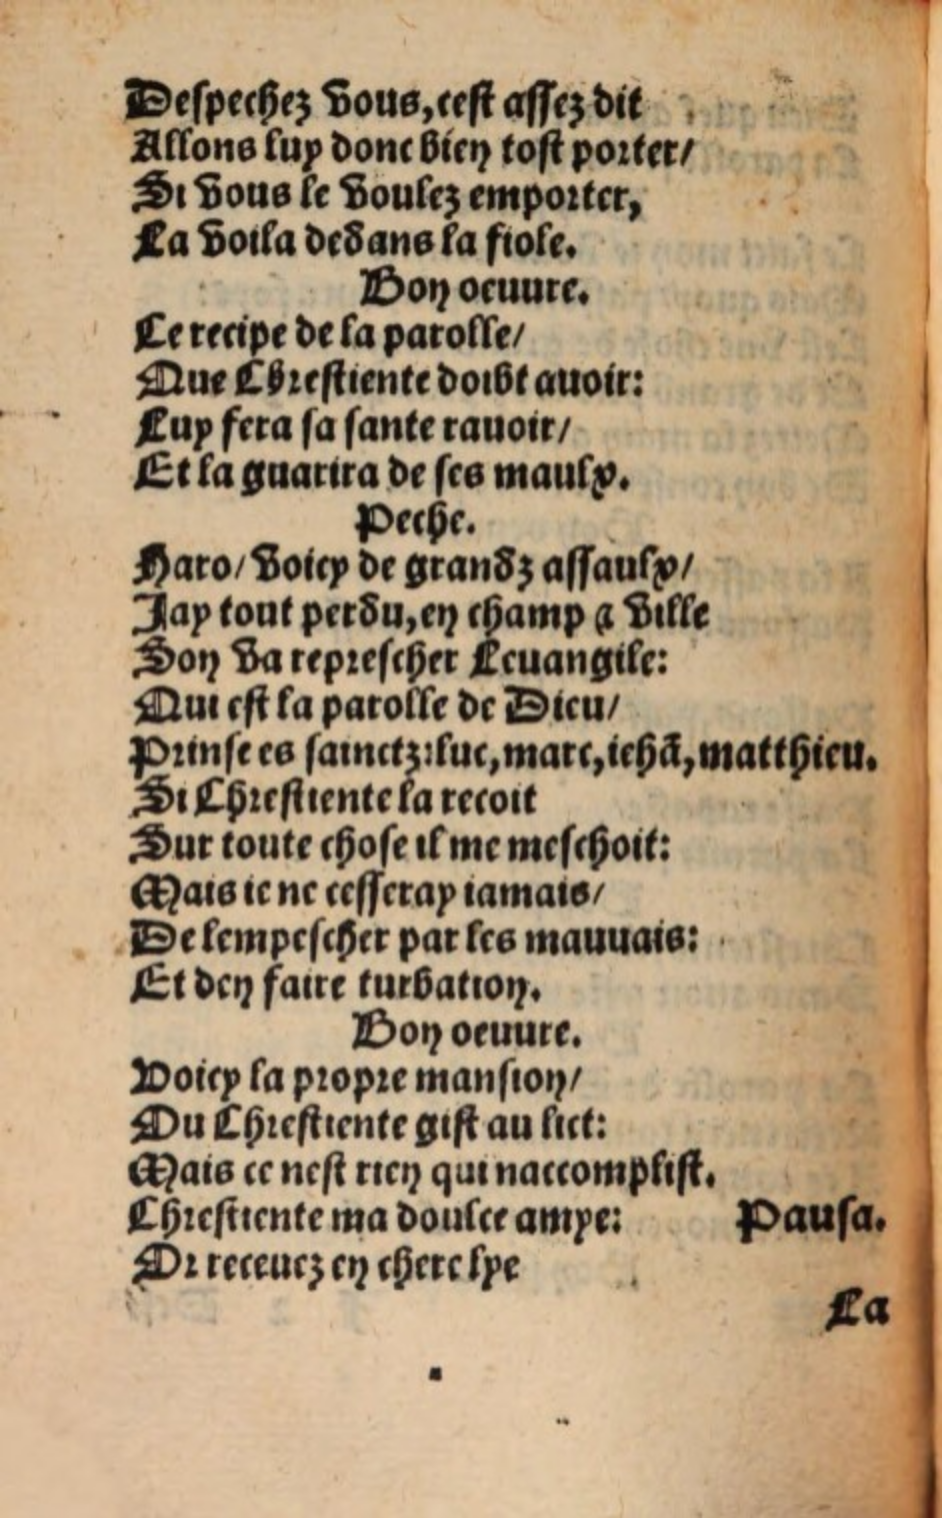 Despechez vous, cest assez dit
Allons luy donc bien tost porter/
Si vous le voulez emporter,
La voila dedans la fiole.
Bon oeuure.
Le recipe de la parolle/
Que Chrestiente doibt auoir:
Luy fera sa sante rauoir/
Et la guarira de ses maulx.
Peche.
Haro/ voicy de grandz assaulx/
Jay tout perdu, en champ & ville
Son va represcher Leuangile:
Qui est la parolle de Dieu/
Prinse es sainctz: luc, marc, iehã, matthieu.
Si Chrestiente la recoit
Sur toute chose il me meschoit:
Mais ie ne cesseray iamais/
De lempescher par les mauuais:
Et den faire turbation.
Bon oeuure.
Voicy la propre mansion/
Ou Chrestiente gist au lict:
Mais ce nest rien qui naccomplist.
Chrestiente ma doulce amye: Pausa.
Or receuez en chere lye
La